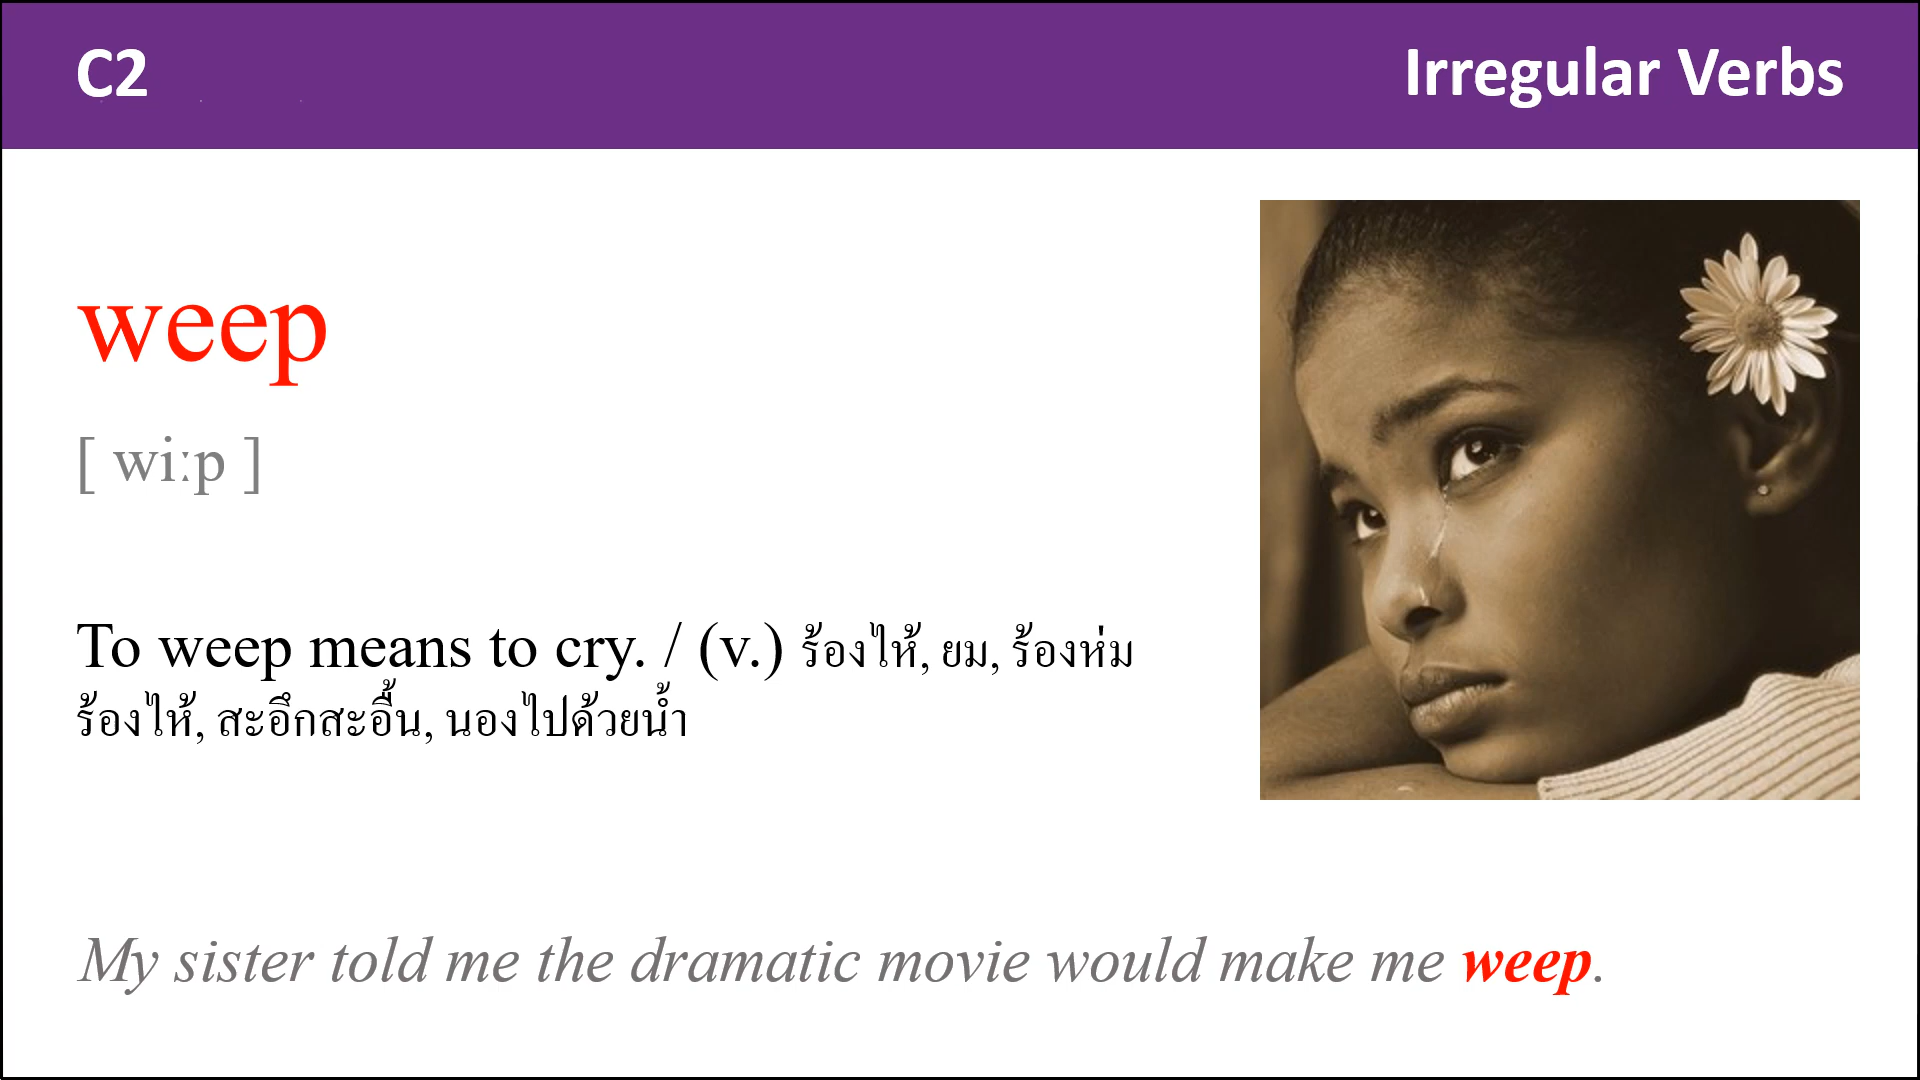 C2
Irregular Verbs
weep
[ wi:p ]
To weep means to cry. / (v.) ร้องไห้, ยม, ร้องห่ม
ร้องไห้, สะอึกสะอื้น, นองไปด้วยน้ำ
My sister told me the dramatic movie would make me weep.